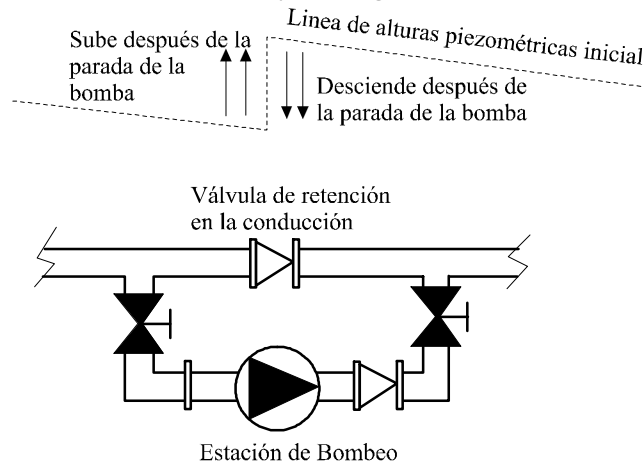 Linea de alturas piezométricas inicial
Sube después de la
parada de la
bomba
Desciende después de
la parada de la bomba
Válvula de retención
en la conducción
Estación de Bombeo